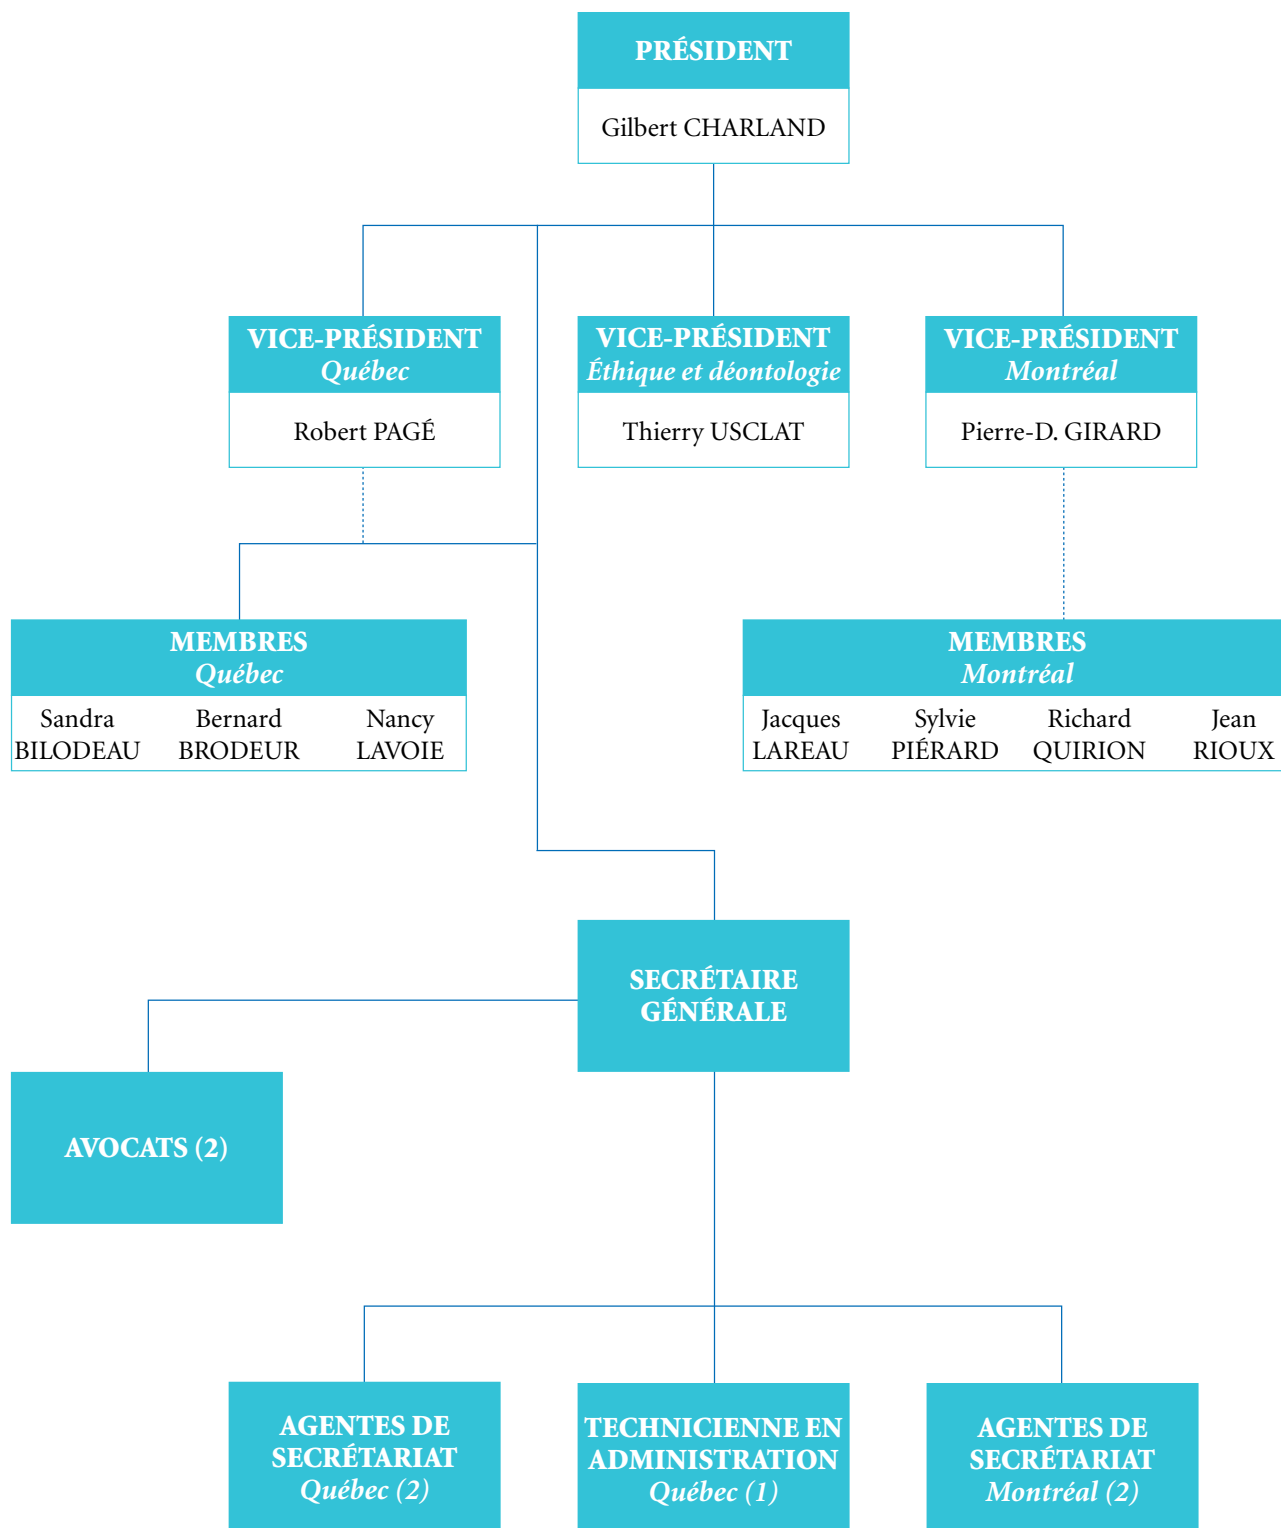 PRÉSIDENT
Gilbert CHARLAND
VICE-PRÉSIDENT
Québec
Robert PAGÉ
VICE-PRÉSIDENT
Éthique et déontologie
Thierry USCLAT
VICE-PRÉSIDENT
Montréal
Pierre-D. GIRARD
MEMBRES
Québec
Sandra
BILODEAU
Bernard
BRODEUR
Nancy
LAVOIE
MEMBRES
Montréal
Jacques
LAREAU
Sylvie
PIÉRARD
Richard
QUIRION
Jean
RIOUX
SECRÉTAIRE
GÉNÉRALE
AVOCATS (2)
AGENTES DE
SECRÉTARIAT
Québec (2)
TECHNICIENNE EN
ADMINISTRATION
Québec (1)
AGENTES DE
SECRÉTARIAT
Montréal (2)